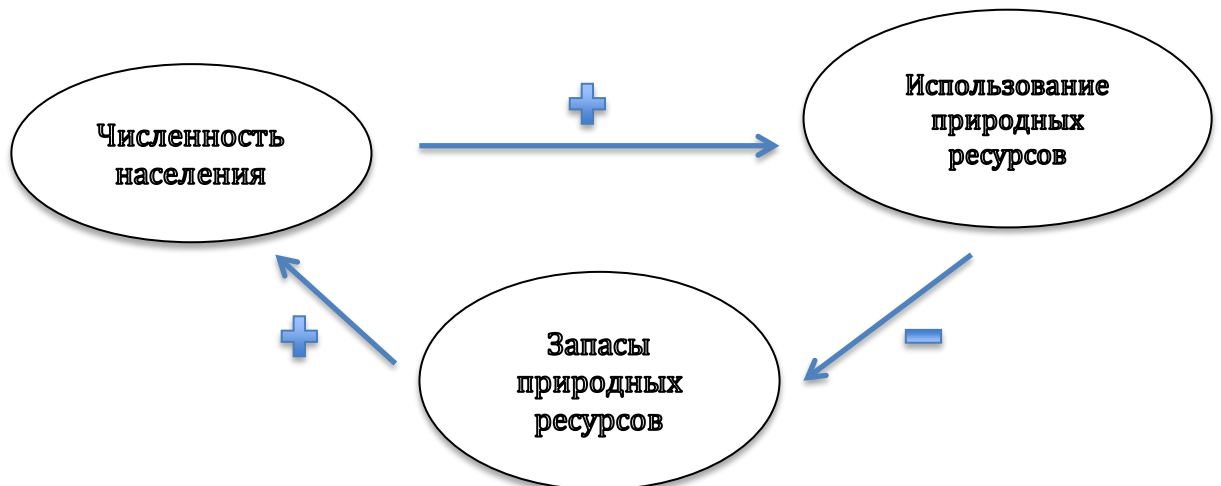 Численность
населения
+
Использование
природных
ресурсов
+
Запасы
природных
ресурсов
-